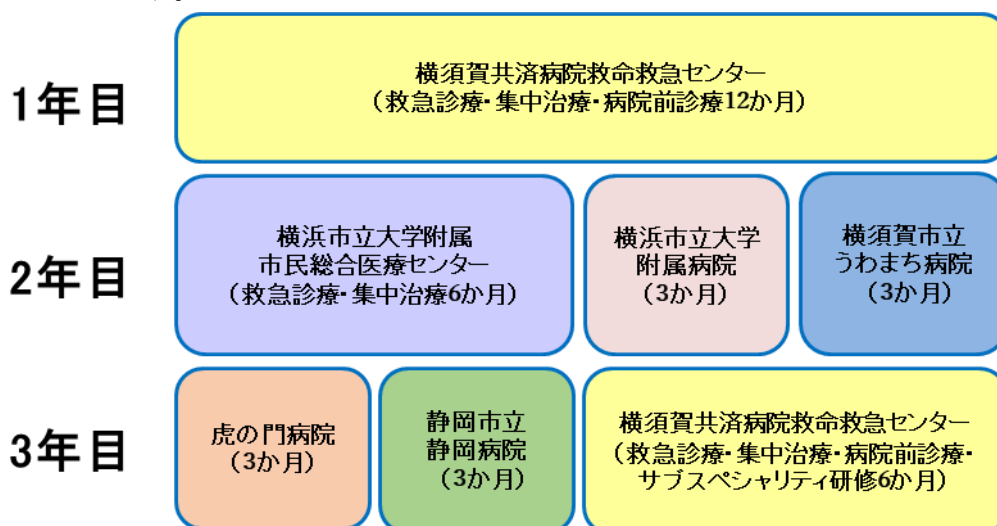 1年目
横須賀共済病院救命救急センター
（救急診療・集中治療・病院前診療12か月）
2年目
横浜市立大学附属
市民総合医療センター
（救急診療・集中治療6か月）
横浜市立大学
附属病院
（3か月）
横須賀市立
うわまち病院
（3か月）
3年目
虎の門病院
（3か月）
静岡市立
静岡病院
（3か月）
横須賀共済病院救命救急センター
（救急診療・集中治療・病院前診療・
サブスペシャリティ研修6か月）